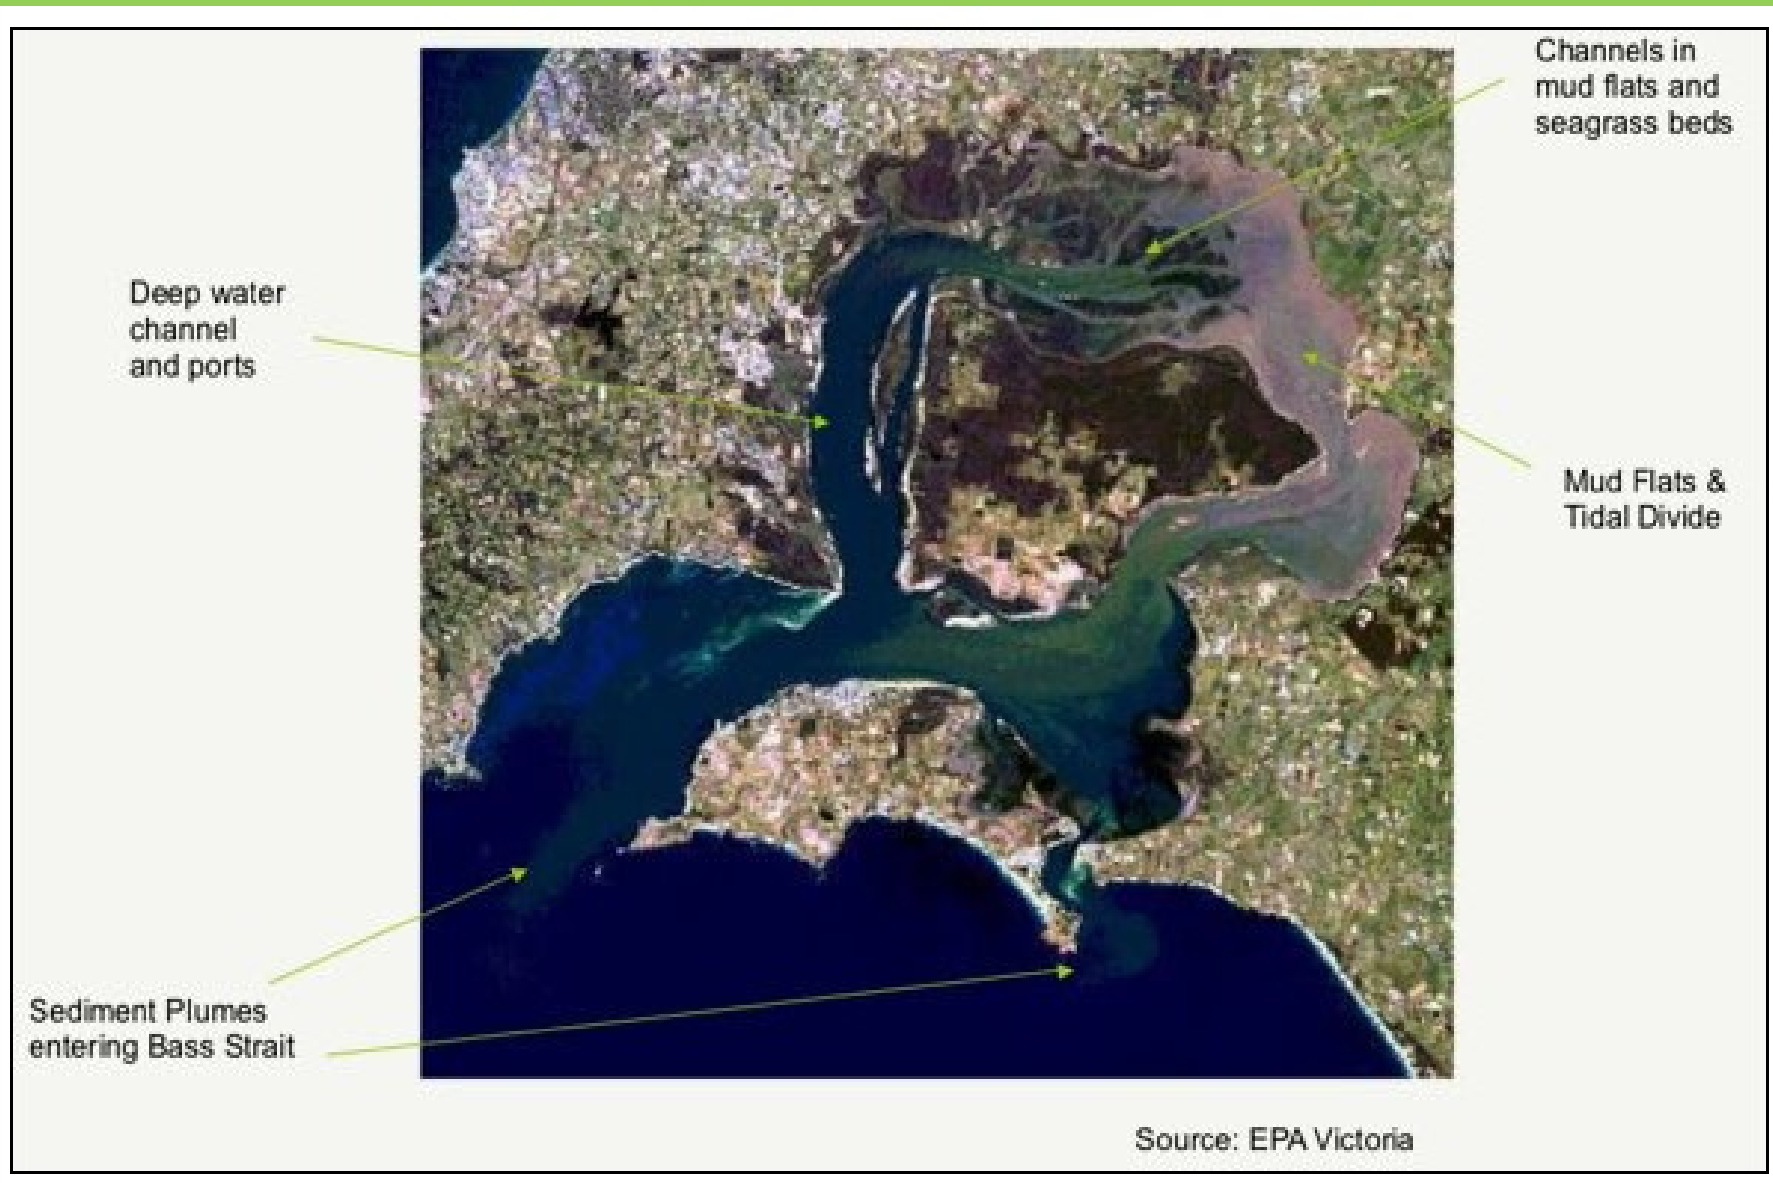 Channels in
mud flats and
seagrass beds
Deep water
channel
and ports
Mud Flats &
Tidal Divide
Sediment Plumes
entering Bass Strait
Source: EPA Victoria